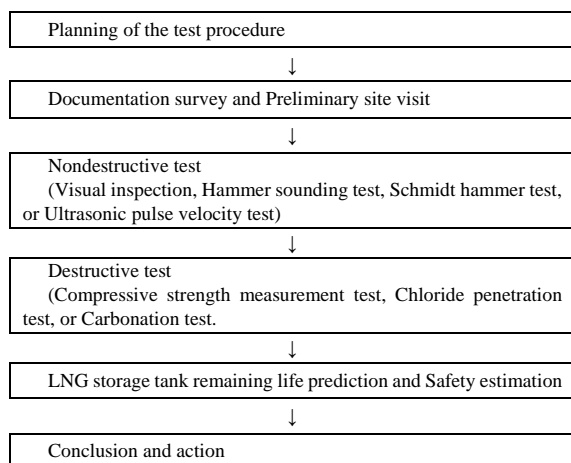 Planning of the test procedure
↓
Documentation survey and Preliminary site visit
↓
Nondestructive test
(Visual inspection, Hammer sounding test, Schmidt hammer test,
or Ultrasonic pulse velocity test)
↓
Destructive test
(Compressive strength measurement test, Chloride penetration
test, or Carbonation test.
↓
LNG storage tank remaining life prediction and Safety estimation
↓
Conclusion and action